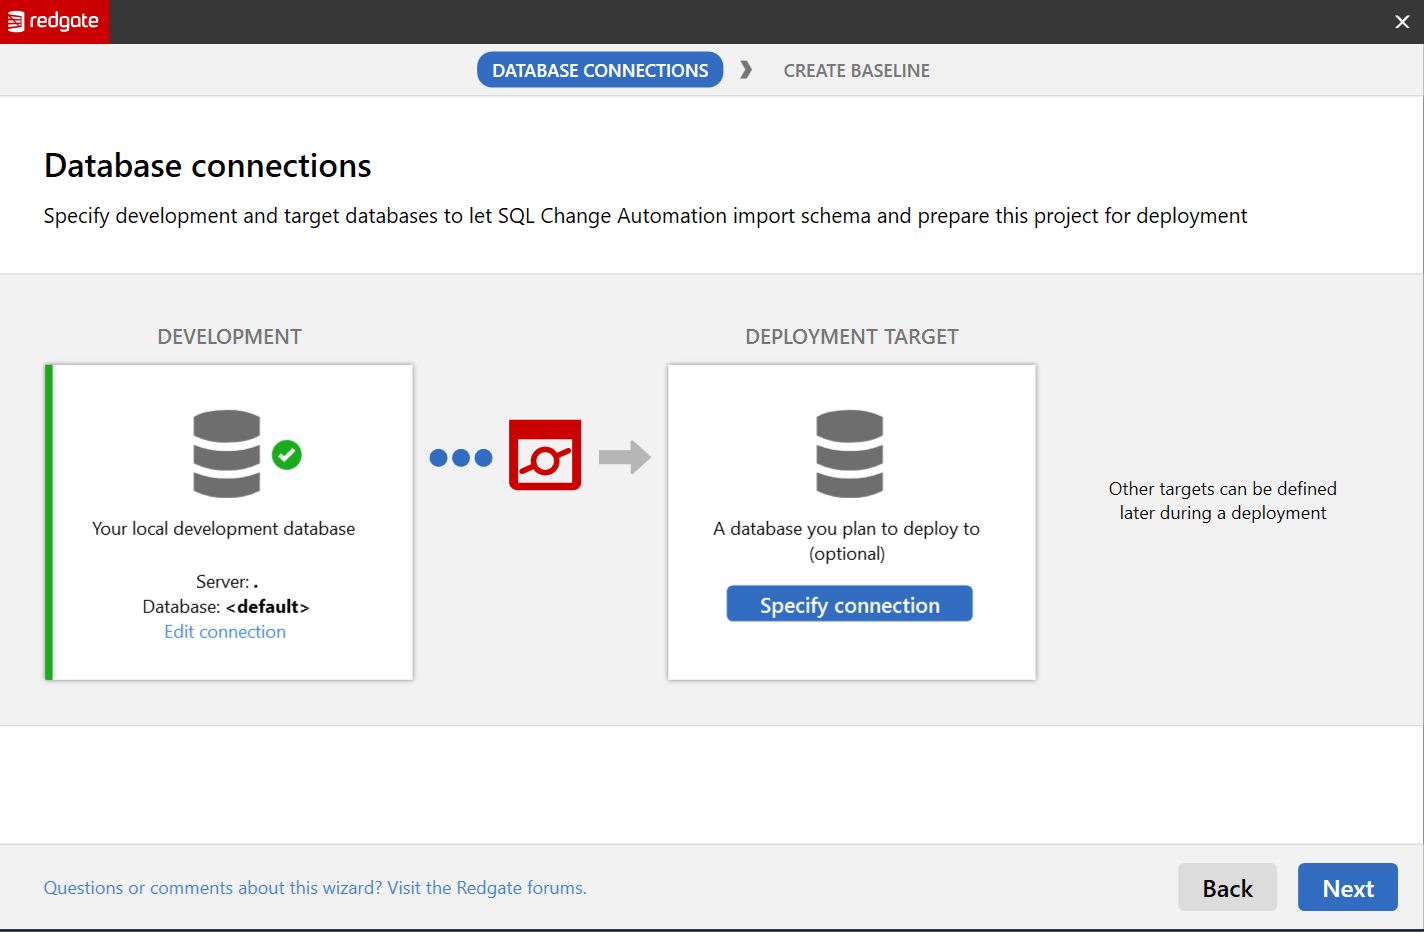 redgate
DATABASE CONNECTIONS
CREATE BASELINE
Database connections
Specify development and target databases to let SQL Change Automation import schema and prepare this project for deployment
DEVELOPMENT
Your local development database
Server: .
Database: <default>
Edit connection
DEPLOYMENT TARGET
A database you plan to deploy to
(optional)
Specify connection
Other targets can be defined
later during a deployment
Questions or comments about this wizard? Visit the Redgate forums.
Back
Next